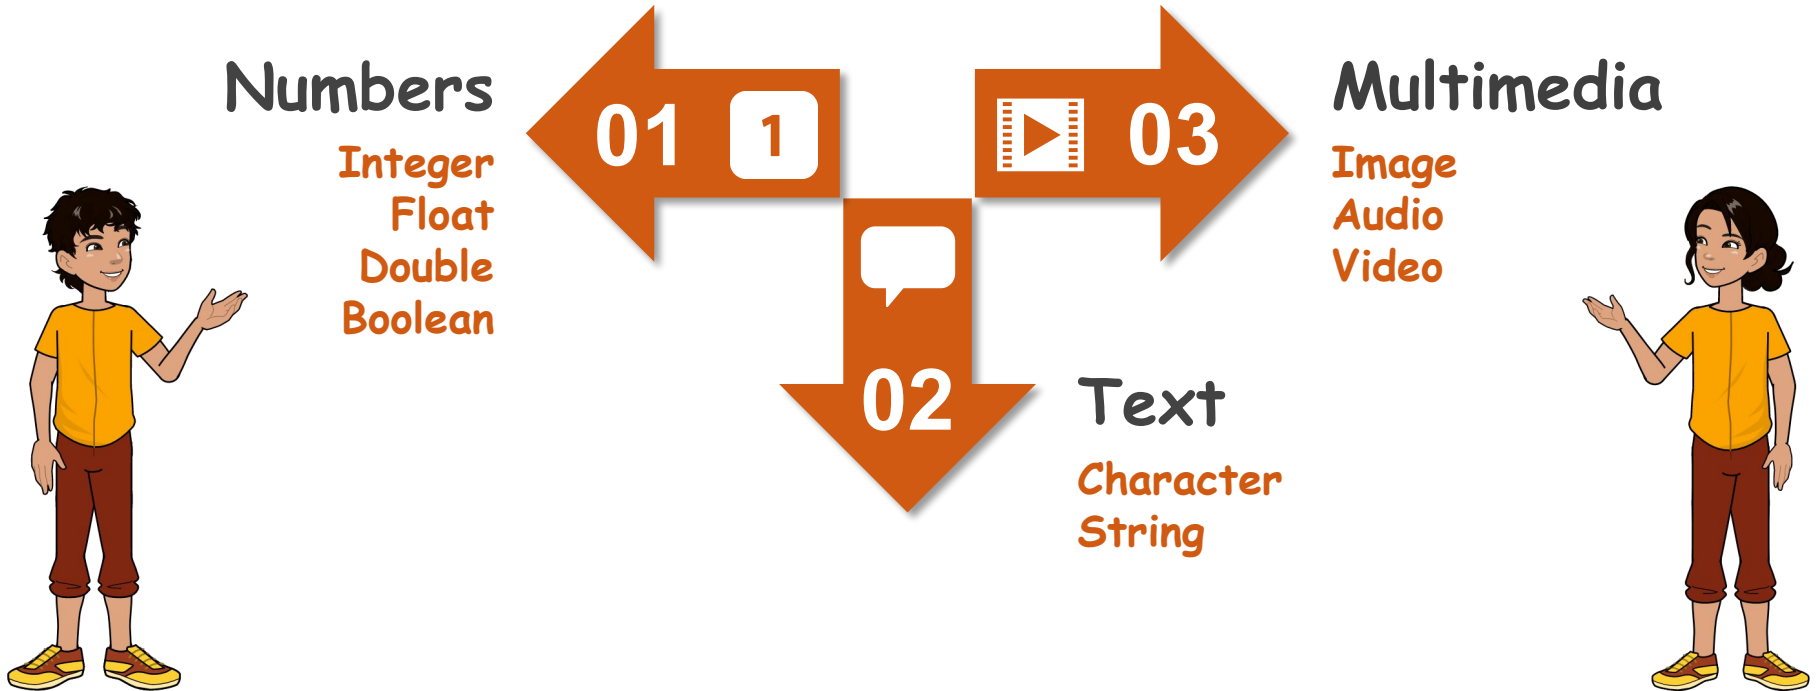 Numbers
Integer
Float
Double
Boolean
01
1
03
Multimedia
Image
Audio
Video
02
Text
Character
String